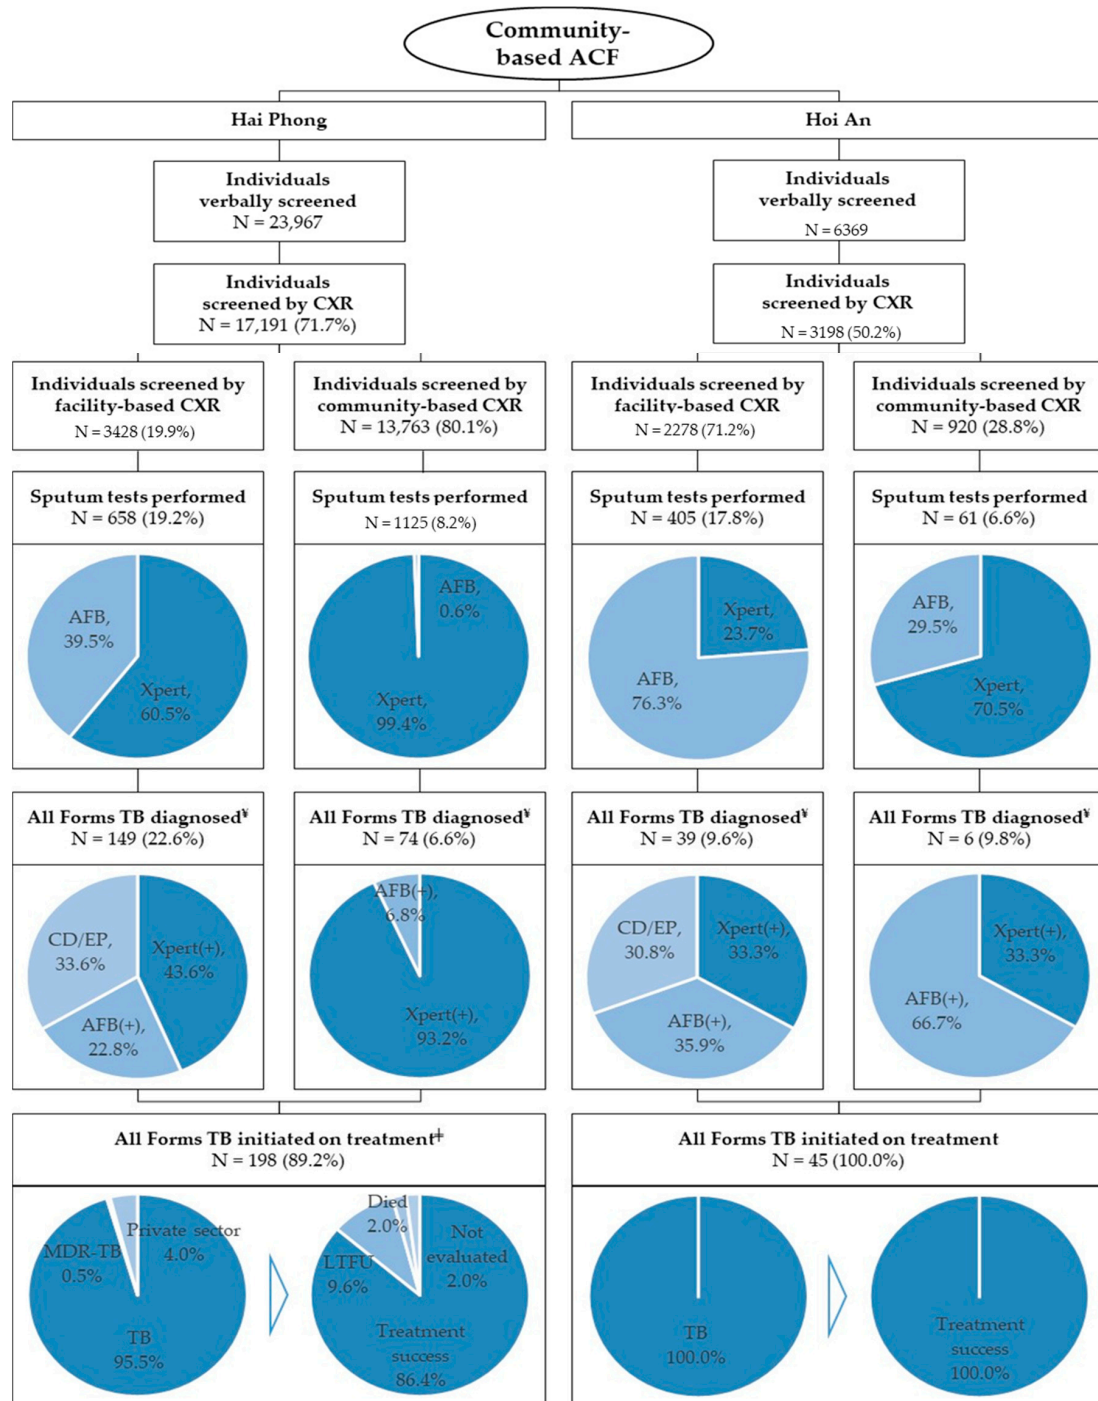 Community-
based ACF
Hai Phong
Hoi An
Individuals
verbally screened
N = 23,967
Individuals
verbally screened
N = 6369
Individuals
screened by CXR
N = 17,191 (71.7%)
Individuals
screened by CXR
N = 3198 (50.2%)
Individuals screened by
facility-based CXR
N = 3428 (19.9%)
Individuals screened by
community-based CXR
N = 13,763 (80.1%)
Individuals screened by
facility-based CXR
N = 2278 (71.2%)
Individuals screened by
community-based CXR
N = 920 (28.8%)
Sputum tests performed
N = 658 (19.2%)
Sputum tests performed
N = 1125 (8.2%)
Sputum tests performed
N = 405 (17.8%)
Sputum tests performed
N = 61 (6.6%)
AFB,
39.5%
Xpert,
60.5%
AFB,
0.6%
Xpert,
99.4%
Xpert,
23.7%
AFB,
76.3%
AFB,
29.5%
Xpert,
70.5%
All Forms TB diagnosed¥
N = 149 (22.6%)
All Forms TB diagnosed¥
N = 74 (6.6%)
All Forms TB diagnosed¥
N = 39 (9.6%)
All Forms TB diagnosed¥
N = 6 (9.8%)
CD/EP,
33.6%
Xpert(+),
43.6%
AFB(+),
22.8%
AFB(+),
6.8%
Xpert(+),
93.2%
CD/EP,
30.8%
Xpert(+),
33.3%
AFB(+),
35.9%
Xpert(+),
33.3%
AFB(+),
66.7%
All Forms TB initiated on treatment‡
N = 198 (89.2%)
All Forms TB initiated on treatment
N = 45 (100.0%)
Private sector
4.0%
MDR-TB
0.5%
TB
95.5%
Died
2.0%
Not
evaluated
2.0%
LTFU
9.6%
Treatment
success
86.4%
TB
100.0%
Treatment
success
100.0%